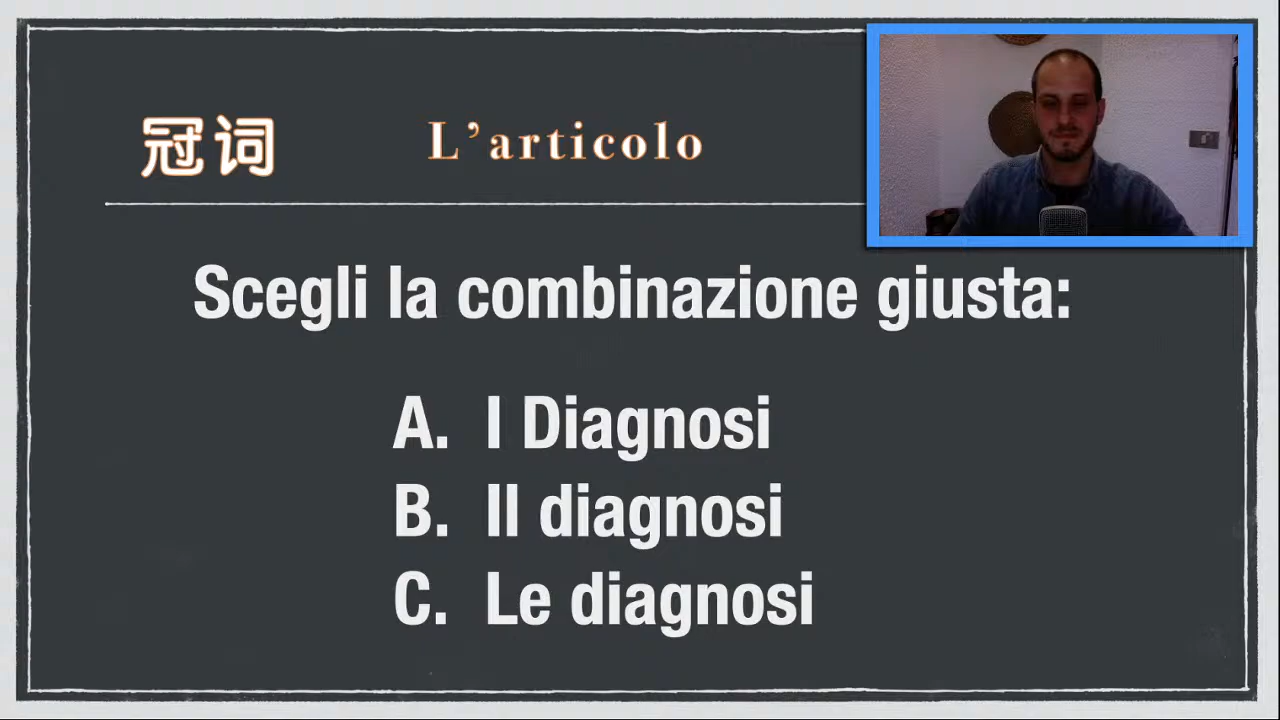 冠词
L'articolo
Scegli la combinazione giusta:
A. I Diagnosi
B. Il diagnosi
C. Le diagnosi